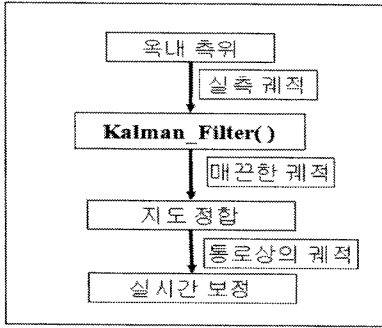 옥내 측위
실측 궤적
Kalman_Filter( )
매끈한 궤적
지도 정합
통로상의 궤적
실시간 보정